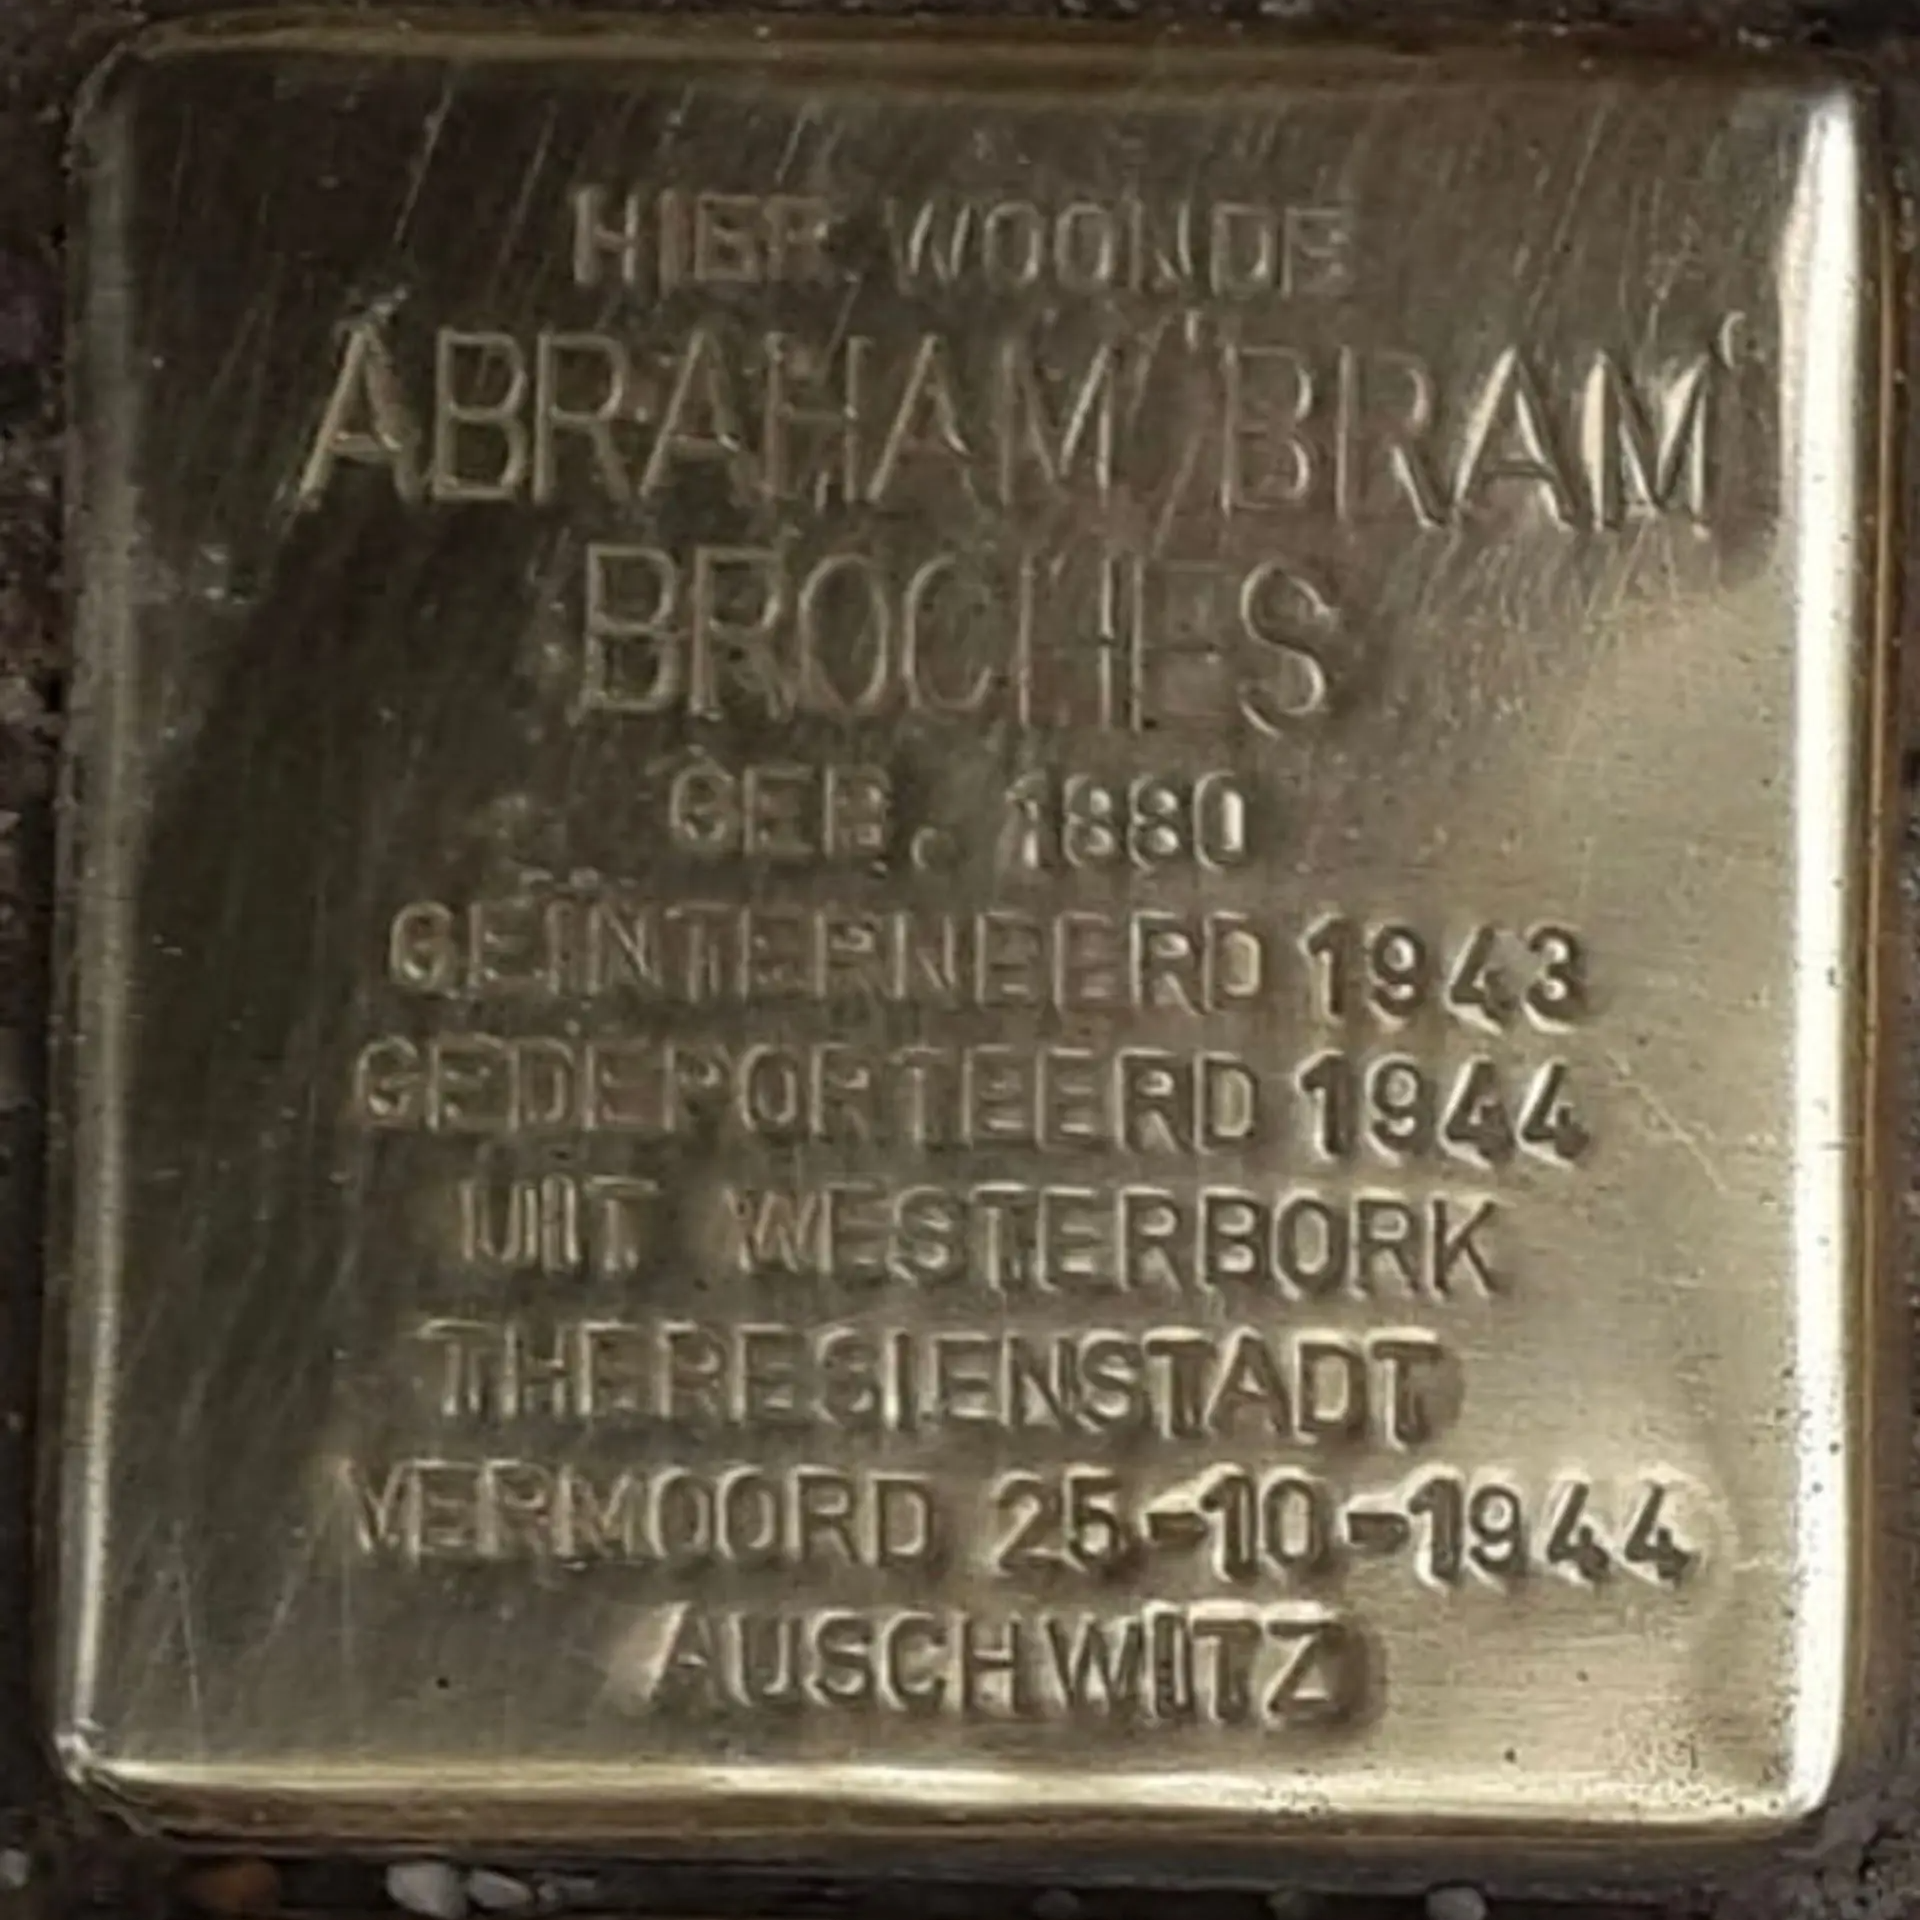 HIER WOONDE
ABRAHAM "BRAM"
BROCHES
GEB. 1880
GEÏNTERNEERD 1943
GEDEPORTEERD 1944
UIT WESTERBORK
THERESIENSTADT
VERMOORD 25-10-1944
AUSCHWITZ